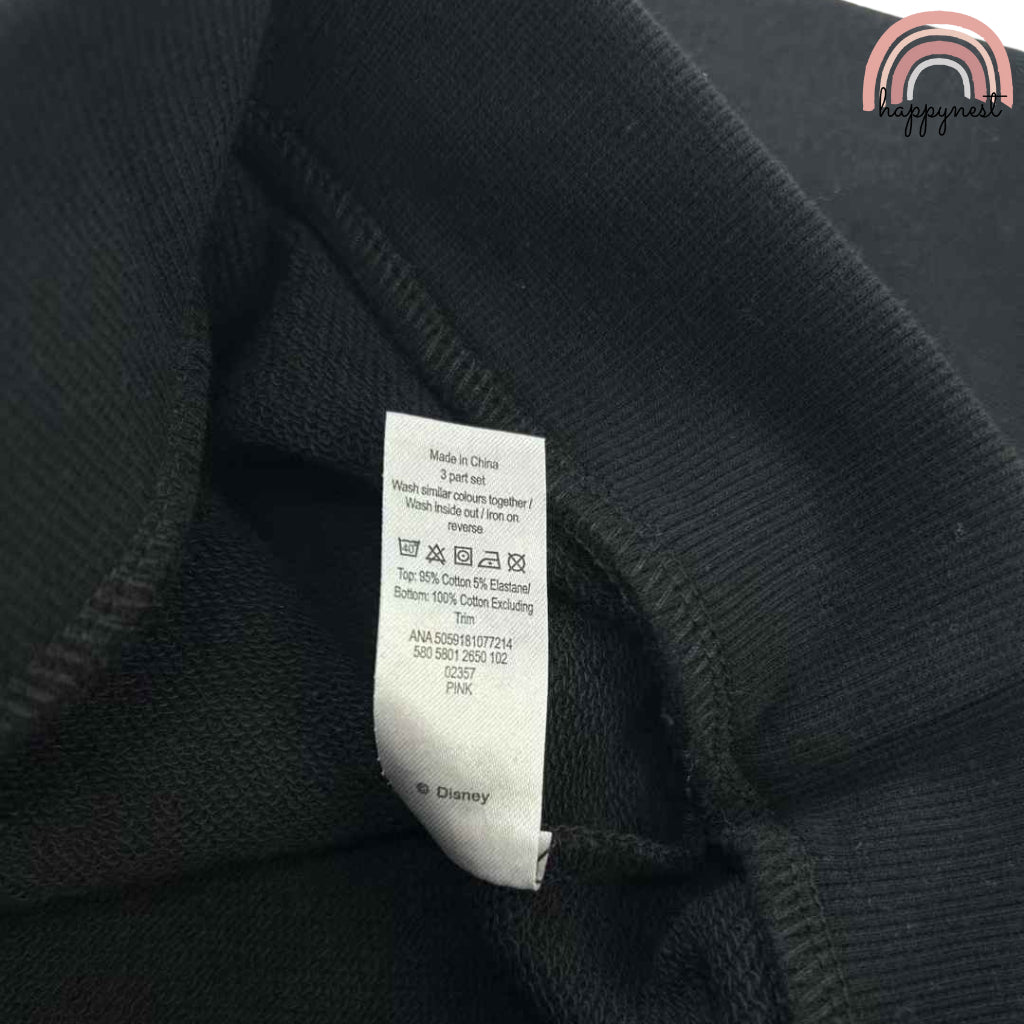 happynest
Made in China
3 part set
Wash similar colours together /
Wash inside out / Iron on
reverse
40
Top: 95% Cotton 5% Elastane/
Bottom: 100% Cotton Excluding
Trim
ANA 5059181077214
580 5801 2650 102
02357
PINK
© Disney